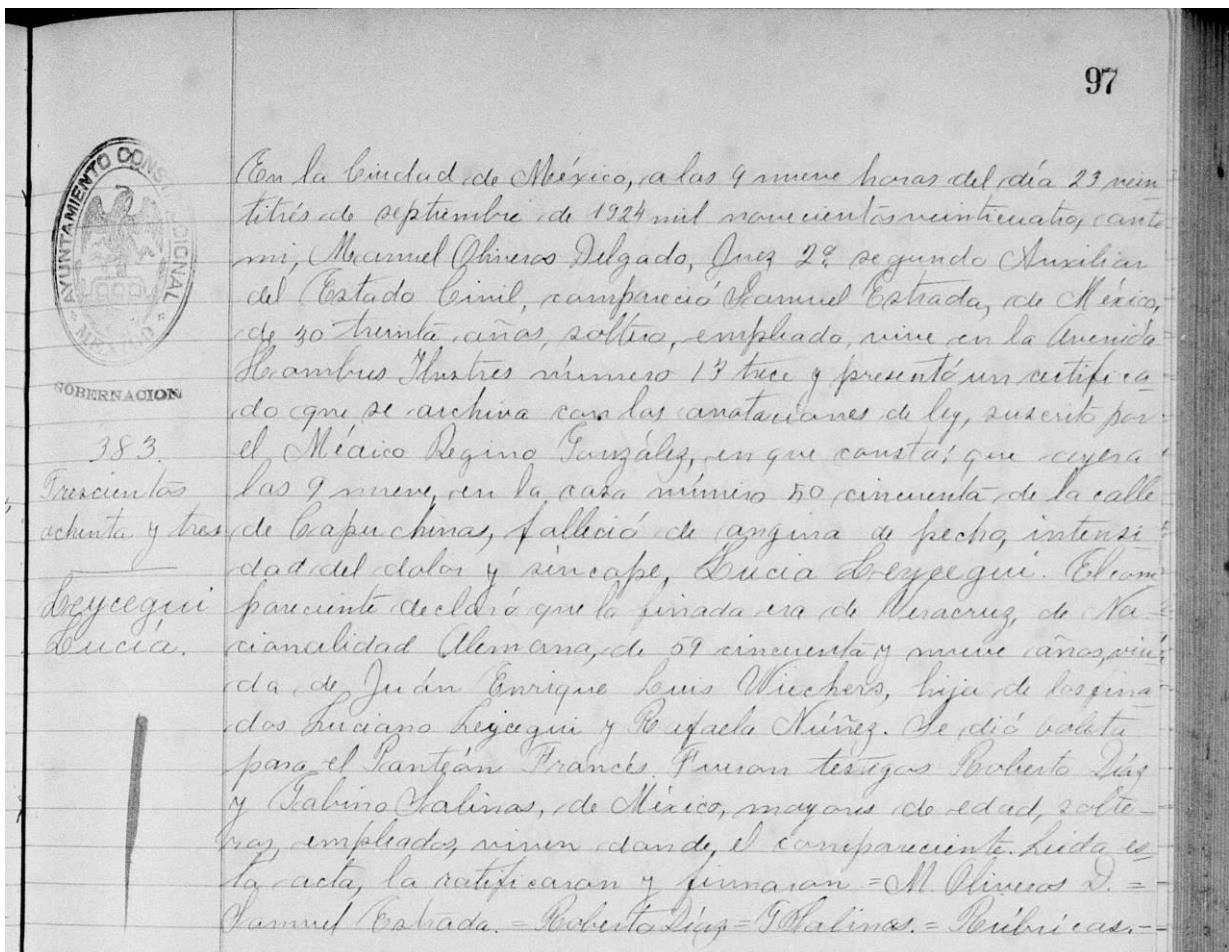 97
AYUNTAMIENTO CONSTITUCIONAL
MEXICO
GOBERNACION
383.
Trescientos
ochenta y tres
Leycegui
Lucía.
En la Ciudad de México, a las 9 nueve horas del día 23 vein
titrés de septiembre de 1924 mil novecientos veinticuatro, ante
mi, Manuel Oliveros Delgado, Juez 2º segundo Auxiliar
del Estado Civil, compareció Samuel Estrada, de México,
de 30 treinta años, soltero, empleado, vive en la Avenida
Hombres Ilustres número 13 trece y presentó un certifica
do que se archiva con las anotaciones de ley, suscrito por
el Médico Regino González, en que consta: que ayer a
las 9 nueve, en la casa número 50 cincuenta de la calle
de Capuchinas, falleció de angina de pecho, intensi
dad del dolor y síncope, Lucia Leycegui. El com
pareciente declaró que la finada era de Veracruz, de Na
cionalidad Alemana, de 59 cincuenta y nueve años, viu
da de Juán Enrique Luis Wiechers, hija de los fina
dos Luciano Leycegui y Rafaela Núñez. Se dió boleta
para el Panteón Francés. Fueron testigos Roberto Díaz
y Gabino Salinas, de México, mayores de edad, solte-
ros, empleados, viven donde el compareciente. Leída es
ta acta, la ratificaron y firmaron = M. Oliveros D. =
Samuel Estrada. = Roberto Díaz = G Salinas. = Rúbricas.-